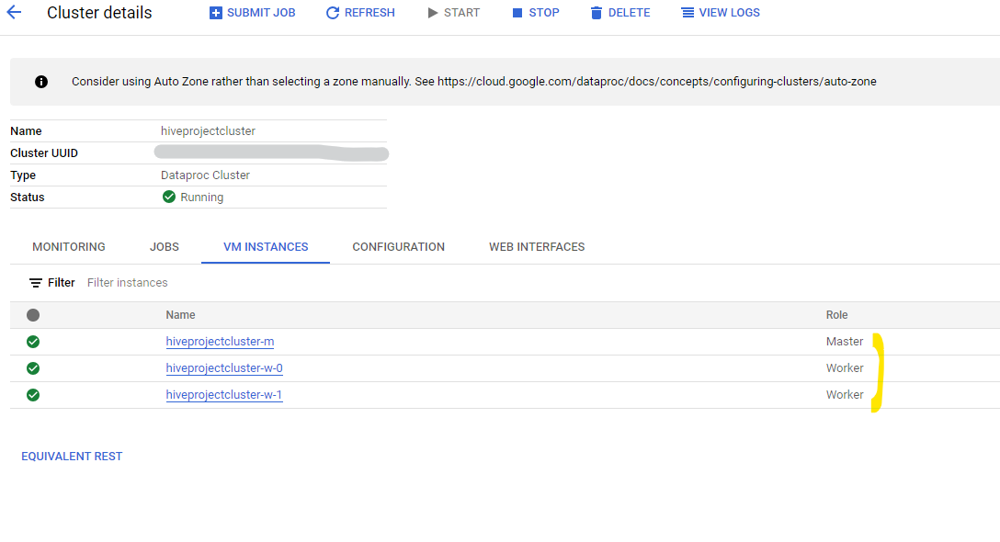 Cluster details SUBMIT JOB REFRESH START STOP DELETE VIEW LOGS
Consider using Auto Zone rather than selecting a zone manually. See https://cloud.google.com/dataproc/docs/concepts/configuring-clusters/auto-zone
Name hiveprojectcluster
Cluster UUID
Type Dataproc Cluster
Status Running
MONITORING JOBS VM INSTANCES CONFIGURATION WEB INTERFACES
Filter Filter instances
Name Role
hiveprojectcluster-m Master
hiveprojectcluster-w-0 Worker
hiveprojectcluster-w-1 Worker
EQUIVALENT REST